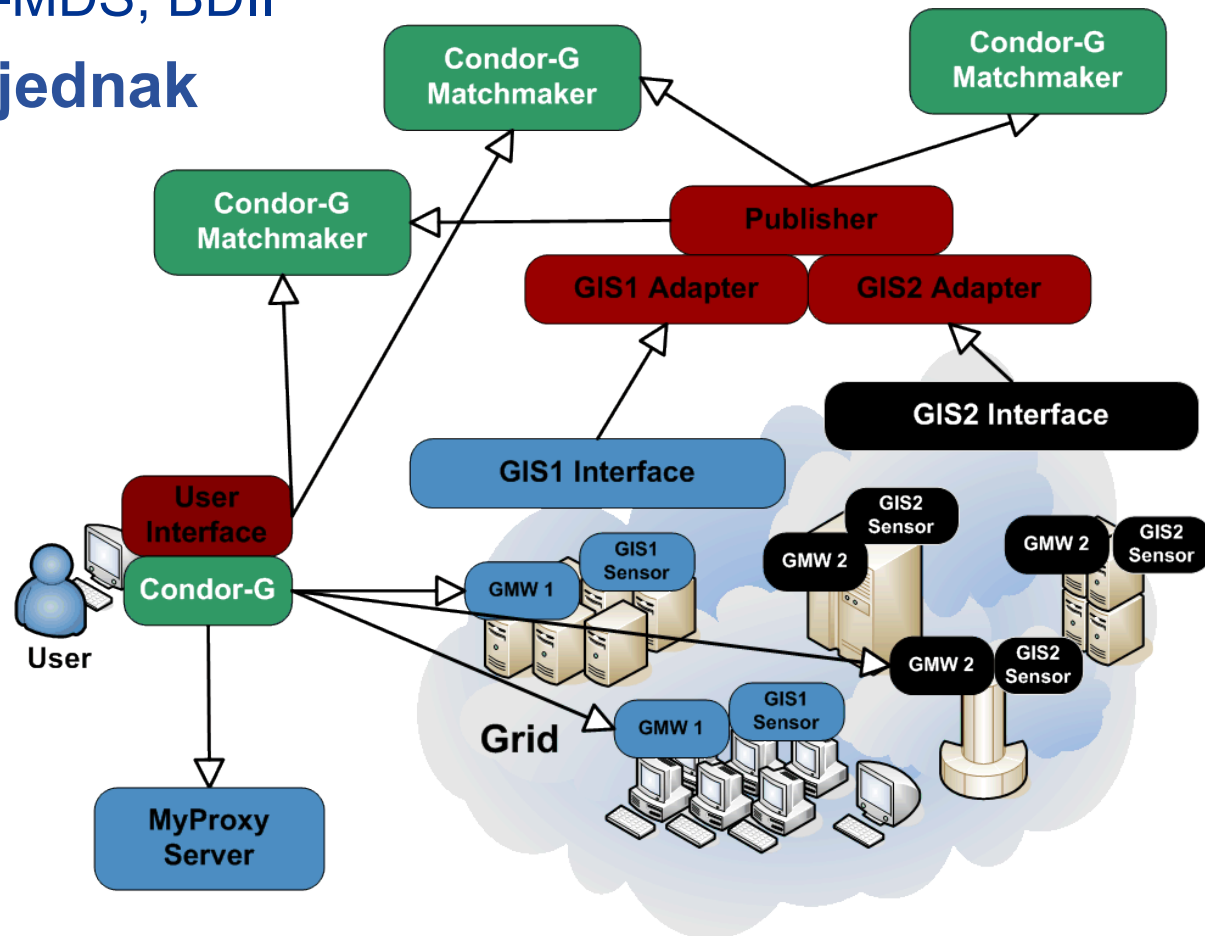 -MDS, BDII
jednak
Condor-G
Matchmaker
Condor-G
Matchmaker
Condor-G
Matchmaker
Publisher
GIS1 Adapter
GIS2 Adapter
GIS2 Interface
GIS1 Interface
User
Interface
Condor-G
User
GMW 1
GIS1
Sensor
GMW 2
GIS2
Sensor
GMW 2
GIS2
Sensor
GMW 2
GIS2
Sensor
GMW 1
GIS1
Sensor
Grid
MyProxy
Server